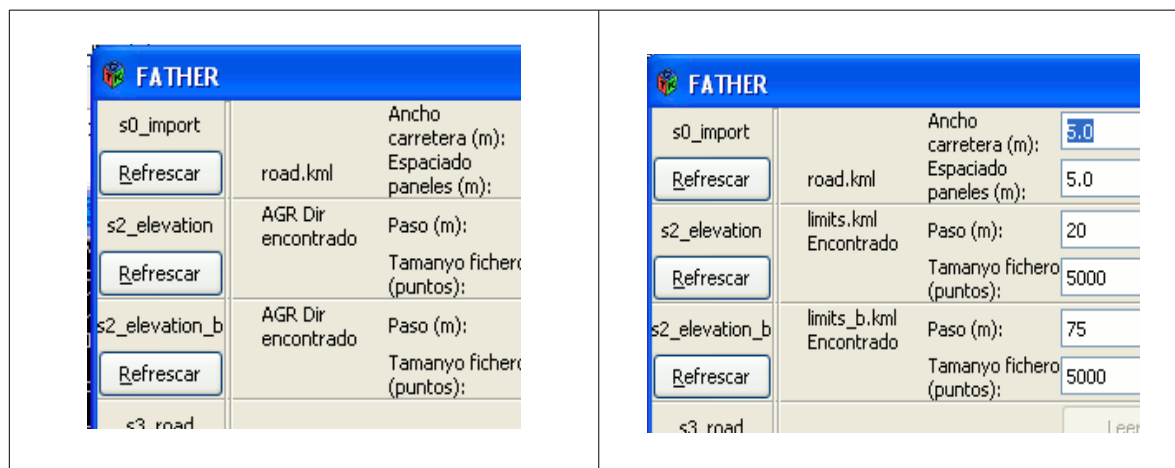 FATHER
s0_import
Ancho
carretera (m):
Refrescar
road.kml
Espaciado
paneles (m):
s2_elevation
AGR Dir
encontrado
Paso (m):
Refrescar
Tamanyo fichero
(puntos):
s2_elevation_b
AGR Dir
encontrado
Paso (m):
Refrescar
Tamanyo fichero
(puntos):
s3_road
FATHER
s0_import
Ancho
carretera (m):
5.0
Refrescar
road.kml
Espaciado
paneles (m):
5.0
s2_elevation
limits.kml
Encontrado
Paso (m):
20
Refrescar
Tamanyo fichero
(puntos):
5000
s2_elevation_b
limits_b.kml
Encontrado
Paso (m):
75
Refrescar
Tamanyo fichero
(puntos):
5000
s3_road
Leer